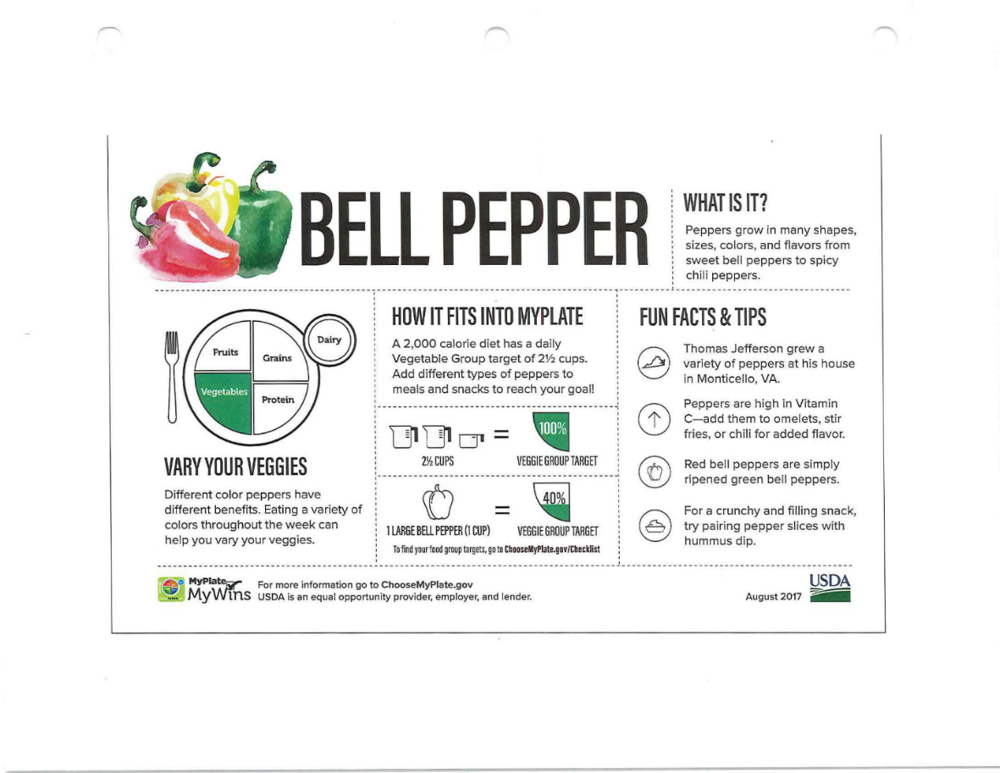 BELL PEPPER
WHAT IS IT?
Peppers grow in many shapes,
sizes, colors, and flavors from
sweet bell peppers to spicy
chili peppers.
Fruits
Grains
Dairy
Vegetables
Protein
VARY YOUR VEGGIES
Different color peppers have
different benefits. Eating a variety of
colors throughout the week can
help you vary your veggies.
HOW IT FITS INTO MYPLATE
A 2,000 calorie diet has a daily
Vegetable Group target of 2½ cups.
Add different types of peppers to
meals and snacks to reach your goal!
= 100%
2½ CUPS VEGGIE GROUP TARGET
= 40%
1 LARGE BELL PEPPER (1 CUP) VEGGIE GROUP TARGET
To find your food group targets, go to ChooseMyPlate.gov/Checklist
FUN FACTS & TIPS
Thomas Jefferson grew a
variety of peppers at his house
in Monticello, VA.
Peppers are high in Vitamin
C—add them to omelets, stir
fries, or chili for added flavor.
Red bell peppers are simply
ripened green bell peppers.
For a crunchy and filling snack,
try pairing pepper slices with
hummus dip.
MyPlate
MyWins
For more information go to ChooseMyPlate.gov
USDA is an equal opportunity provider, employer, and lender.
August 2017
USDA